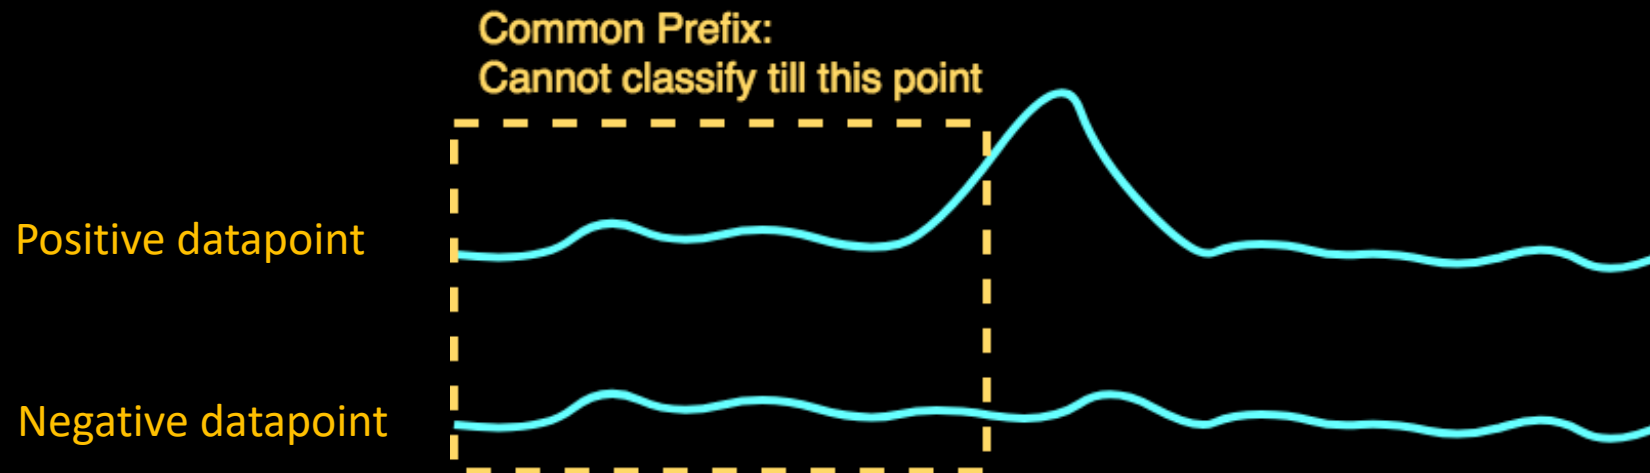 Common Prefix:
Cannot classify till this point
Positive datapoint
Negative datapoint